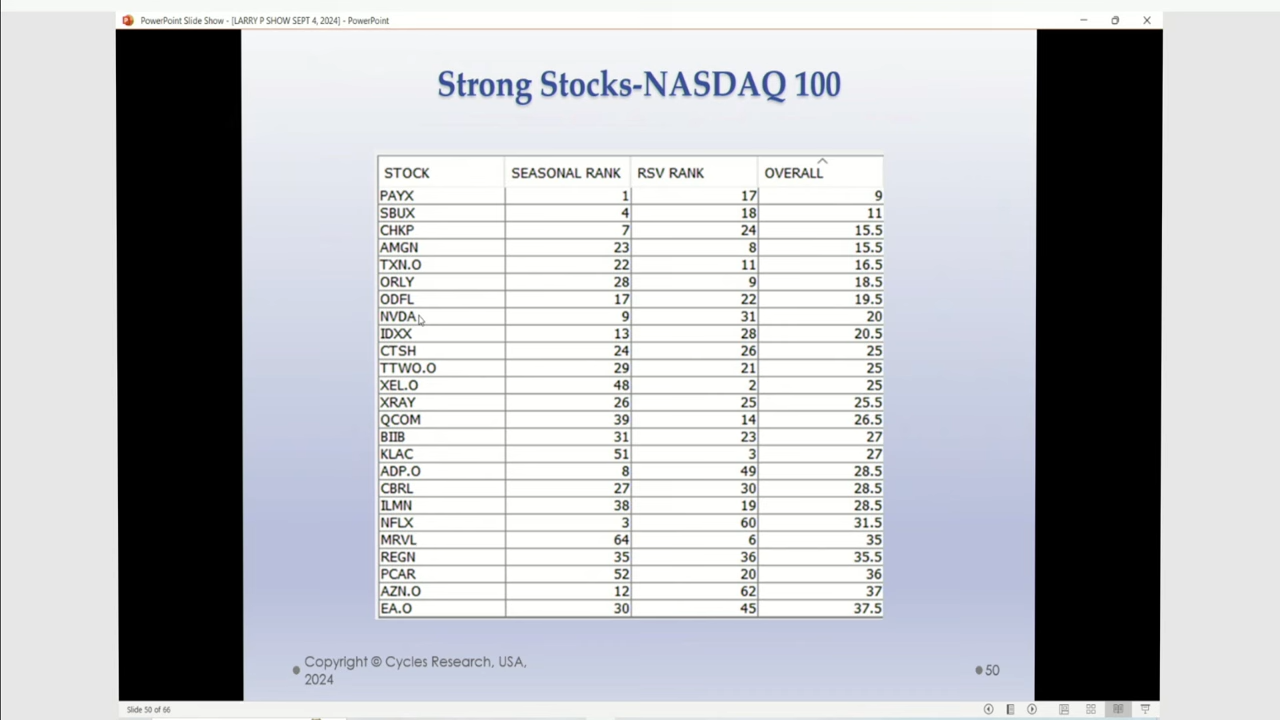 PowerPoint Slide Show - [LARRY P SHOW SEPT 4, 2024] - PowerPoint
Strong Stocks-NASDAQ 100
STOCK SEASONAL RANK RSV RANK OVERALL
PAYX 1 17 9
SBUX 4 18 11
CHKP 7 24 15.5
AMGN 23 8 15.5
TXN.O 22 11 16.5
ORLY 28 9 18.5
ODFL 17 22 19.5
NVDA 9 31 20
IDXX 13 28 20.5
CTSH 24 26 25
TTWO.O 29 21 25
XEL.O 48 2 25
XRAY 26 25 25.5
QCOM 39 14 26.5
BIIB 31 23 27
KLAC 51 3 27
ADP.O 8 49 28.5
CBRL 27 30 28.5
ILMN 38 19 28.5
NFLX 3 60 31.5
MRVL 64 6 35
REGN 35 36 35.5
PCAR 52 20 36
AZN.O 12 62 37
EA.O 30 45 37.5
Copyright © Cycles Research, USA,
2024
50
Slide 50 of 66